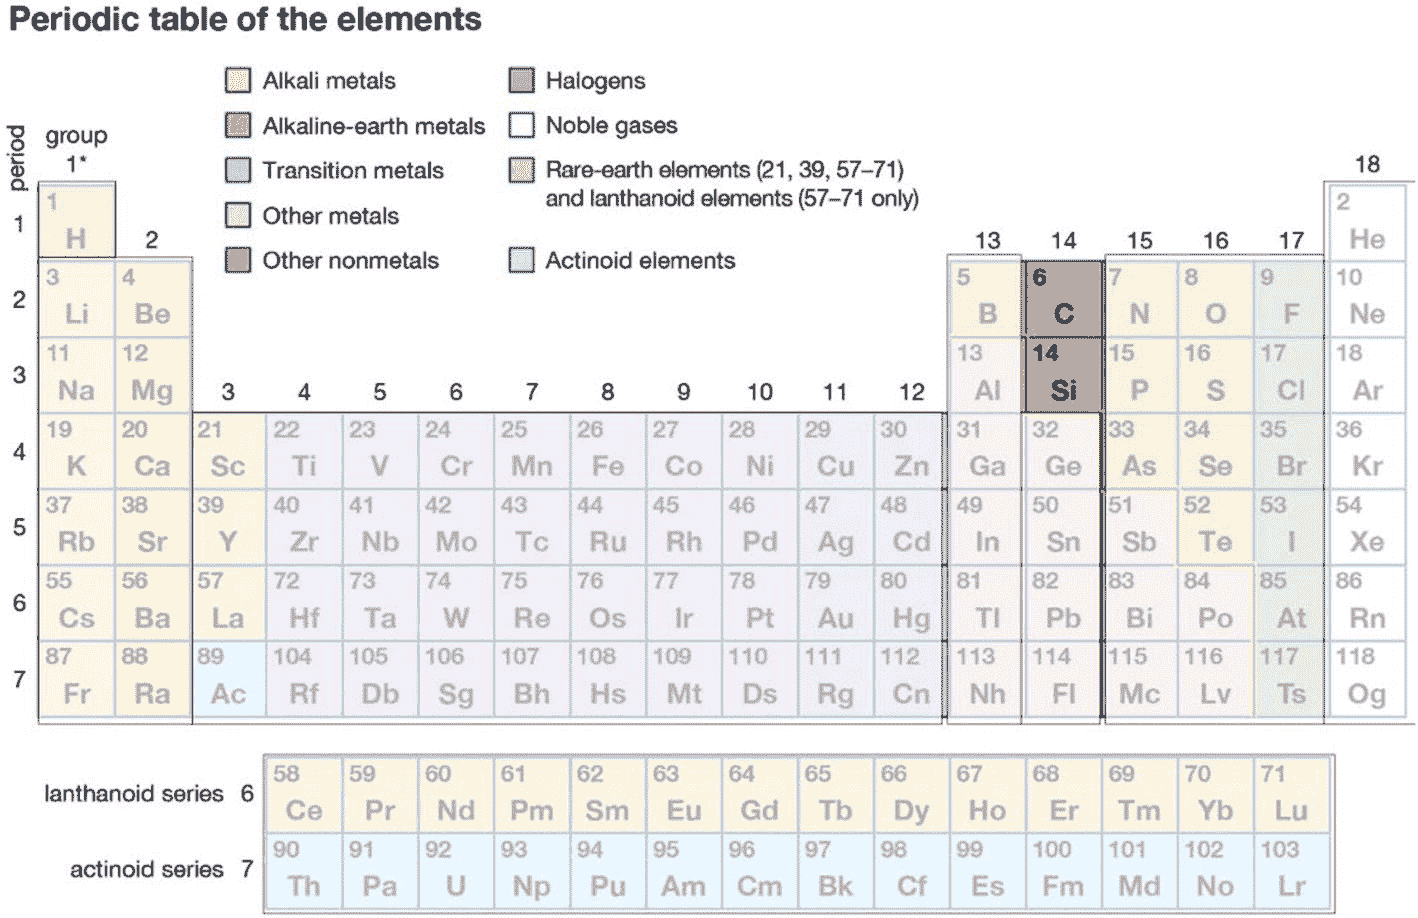 Periodic table of the elements
Alkali metals
Halogens
Alkaline-earth metals
Noble gases
Transition metals
Rare-earth elements (21, 39, 57–71)
and lanthanoid elements (57–71 only)
Other metals
Other nonmetals
Actinoid elements
period
group
1*
18
1
1
H
2
2
He
13 14 15 16 17
2
3 4 5 6 7 8 9 10
Li Be B C N O F Ne
3
11 12 13 14 15 16 17 18
Na Mg Al Si P S Cl Ar
3 4 5 6 7 8 9 10 11 12
4
19 20 21 22 23 24 25 26 27 28 29 30 31 32 33 34 35 36
K Ca Sc Ti V Cr Mn Fe Co Ni Cu Zn Ga Ge As Se Br Kr
5
37 38 39 40 41 42 43 44 45 46 47 48 49 50 51 52 53 54
Rb Sr Y Zr Nb Mo Tc Ru Rh Pd Ag Cd In Sn Sb Te I Xe
6
55 56 57 72 73 74 75 76 77 78 79 80 81 82 83 84 85 86
Cs Ba La Hf Ta W Re Os Ir Pt Au Hg Tl Pb Bi Po At Rn
7
87 88 89 104 105 106 107 108 109 110 111 112 113 114 115 116 117 118
Fr Ra Ac Rf Db Sg Bh Hs Mt Ds Rg Cn Nh Fl Mc Lv Ts Og
lanthanoid series 6
58 59 60 61 62 63 64 65 66 67 68 69 70 71
Ce Pr Nd Pm Sm Eu Gd Tb Dy Ho Er Tm Yb Lu
actinoid series 7
90 91 92 93 94 95 96 97 98 99 100 101 102 103
Th Pa U Np Pu Am Cm Bk Cf Es Fm Md No Lr